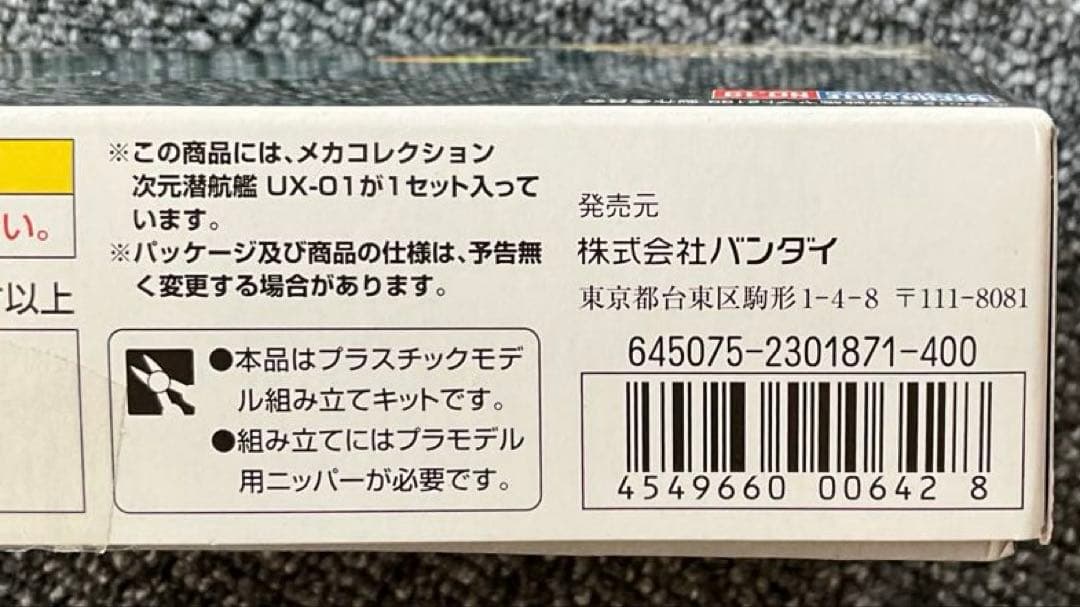 ※この商品には、メカコレクション
次元潜航艦 UX-01が1セット入って
います。
※パッケージ及び商品の仕様は、予告無
く変更する場合があります。
い。
以上
●本品はプラスチックモデ
ル組み立てキットです。
●組み立てにはプラモデル
用ニッパーが必要です。
発売元
株式会社バンダイ
東京都台東区駒形1-4-8 〒111-8081
645075-2301871-400
4549660 00642 8